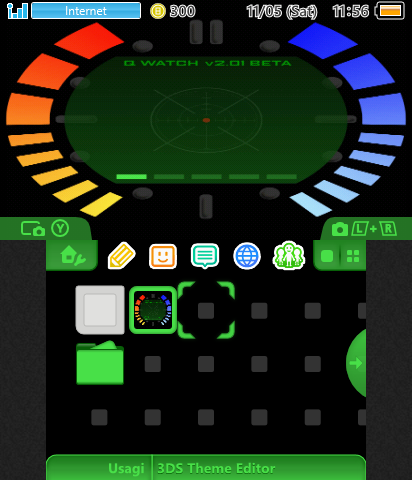 Internet
B 300
11/05 (Sat)
11:56
Q WATCH v2.01 BETA
Y
L+R
Usagi
3DS Theme Editor